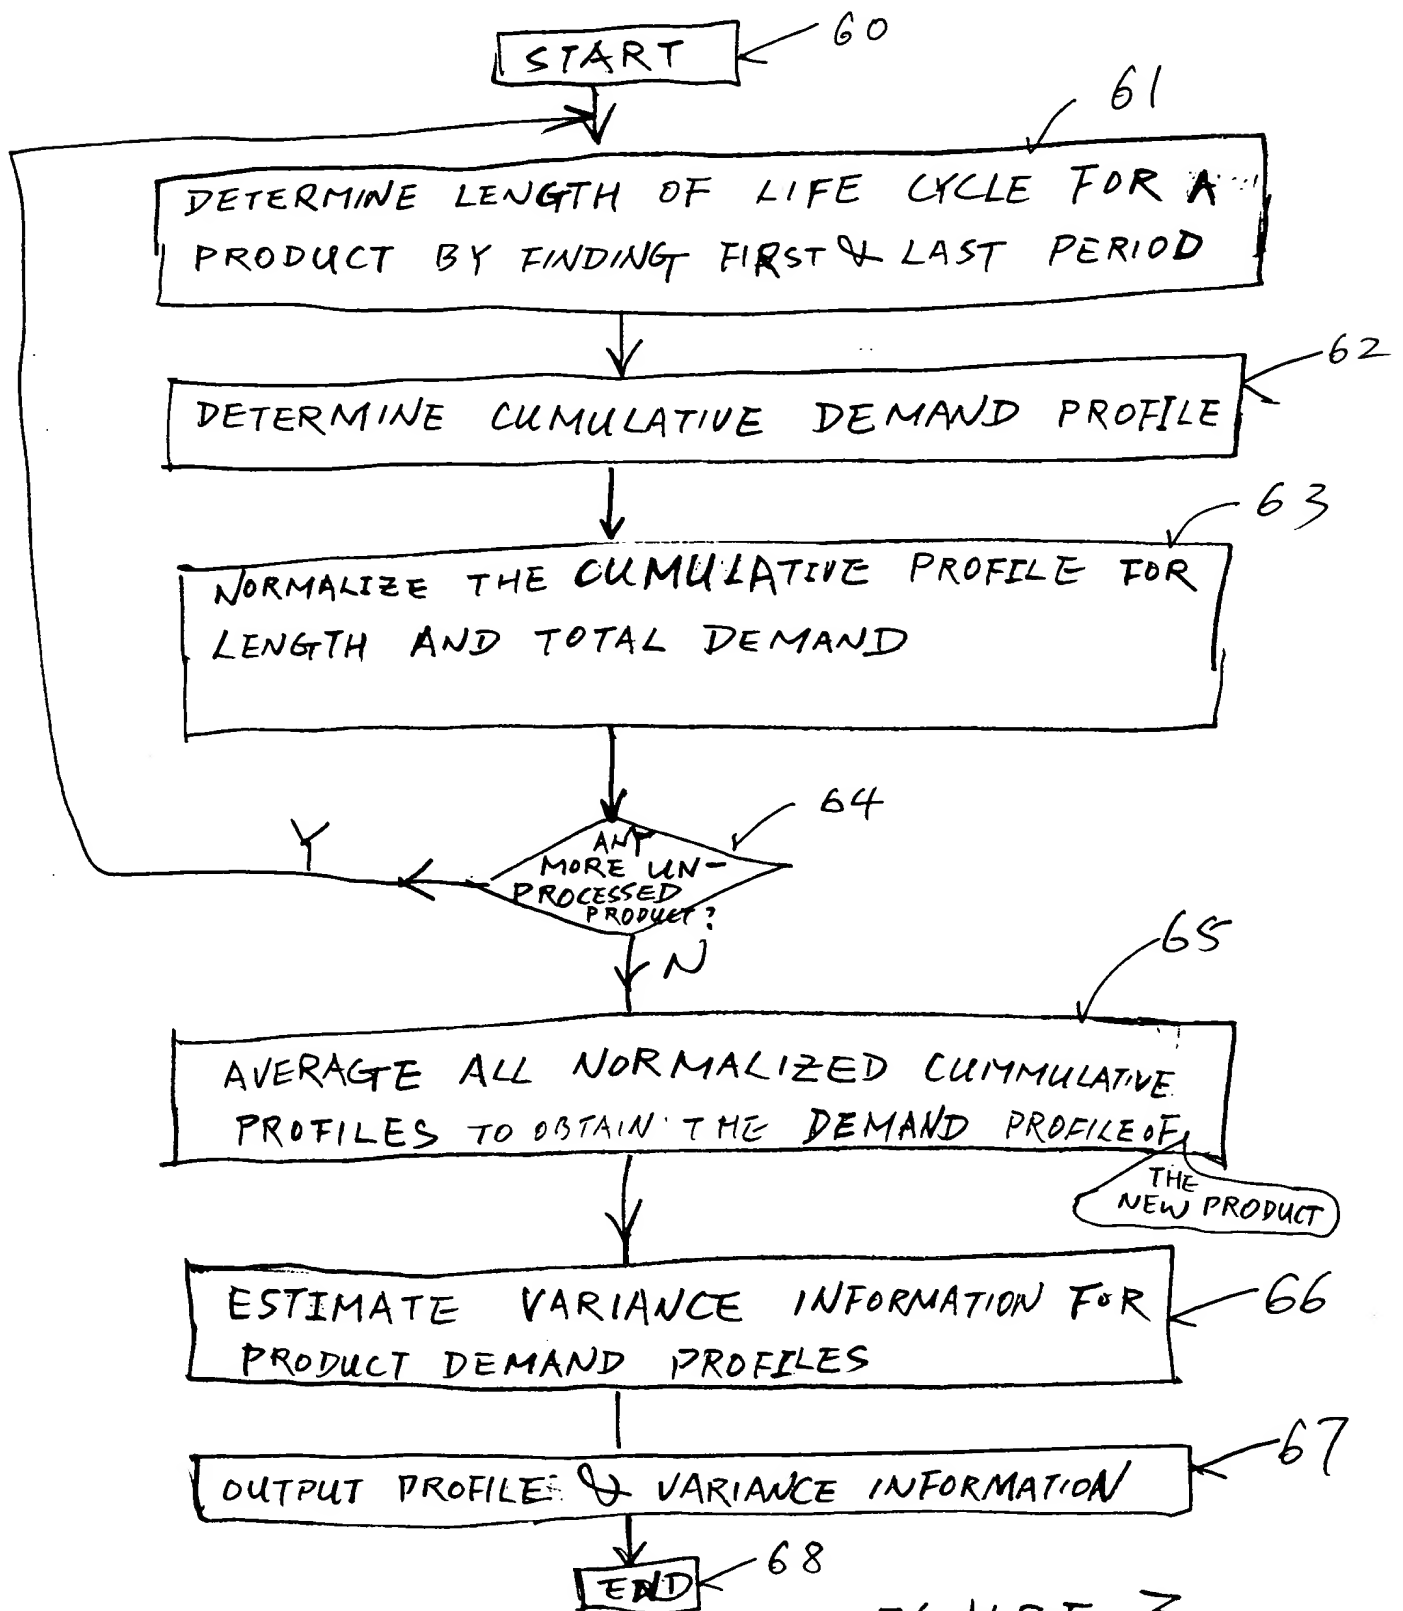 START
60
61
DETERMINE LENGTH OF LIFE CYCLE FOR A
PRODUCT BY FINDING FIRST & LAST PERIOD
62
DETERMINE CUMULATIVE DEMAND PROFILE
63
NORMALIZE THE CUMULATIVE PROFILE FOR
LENGTH AND TOTAL DEMAND
64
ANY
MORE UN-
PROCESSED
PRODUCT?
Y
N
65
AVERAGE ALL NORMALIZED CUMMULATIVE
PROFILES TO OBTAIN THE DEMAND PROFILE OF
THE
NEW PRODUCT
66
ESTIMATE VARIANCE INFORMATION FOR
PRODUCT DEMAND PROFILES
67
OUTPUT PROFILE & VARIANCE INFORMATION
68
END